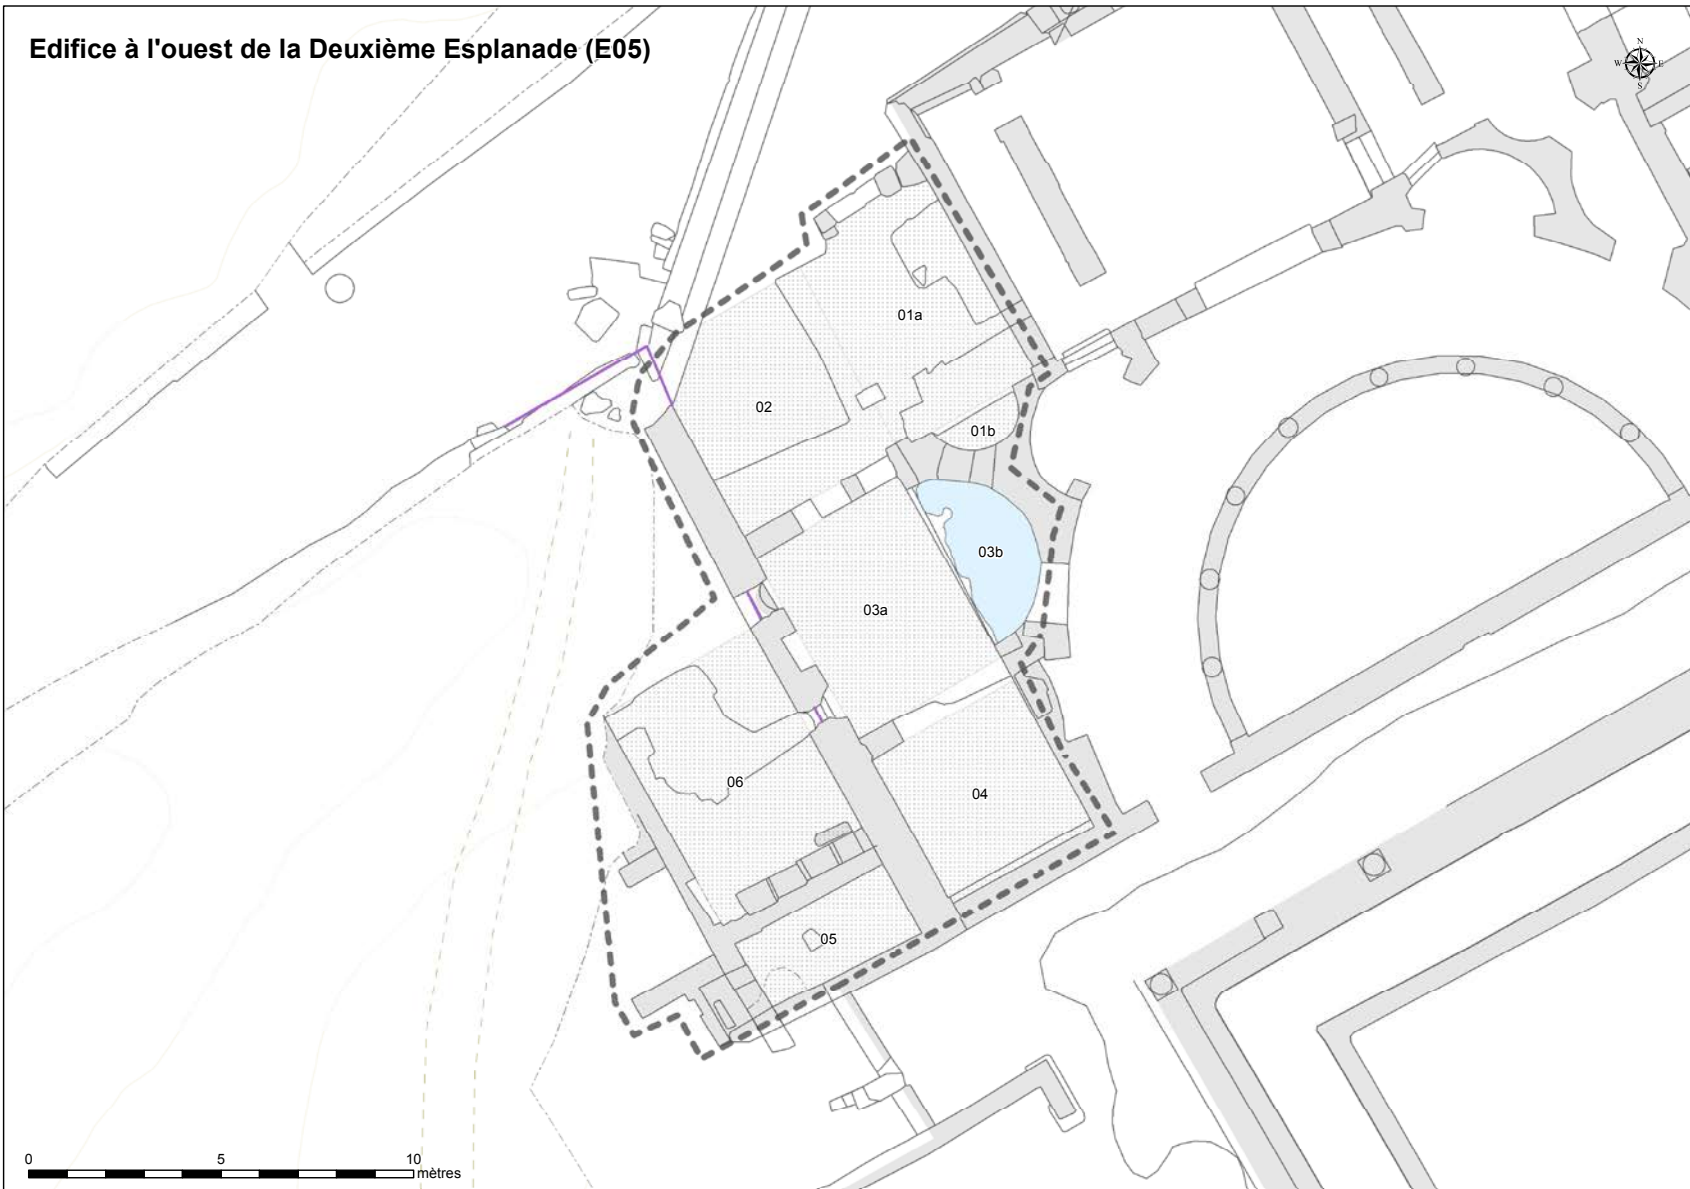 Edifice à l'ouest de la Deuxième Esplanade (E05)
N
W E
S
01a
02
01b
03b
03a
06
04
05
0 5 10
mètres